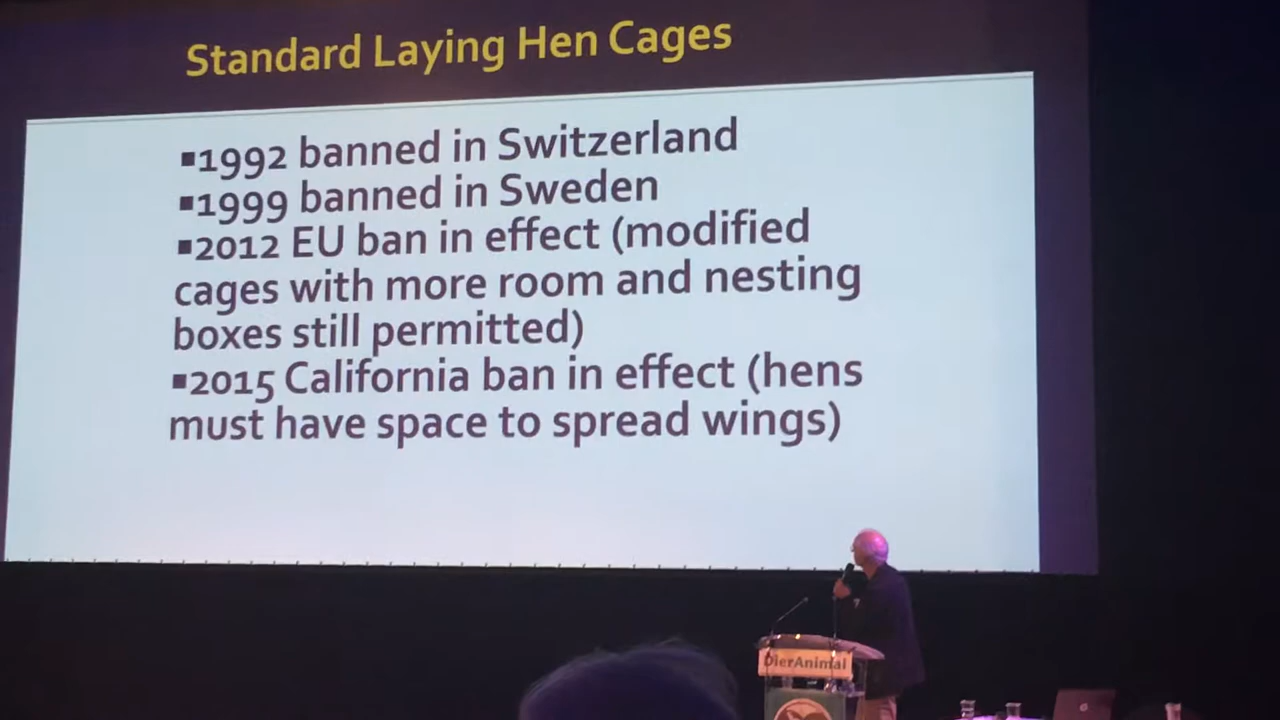 Standard Laying Hen Cages
▪1992 banned in Switzerland
▪1999 banned in Sweden
▪2012 EU ban in effect (modified
cages with more room and nesting
boxes still permitted)
▪2015 California ban in effect (hens
must have space to spread wings)
DierAnimal